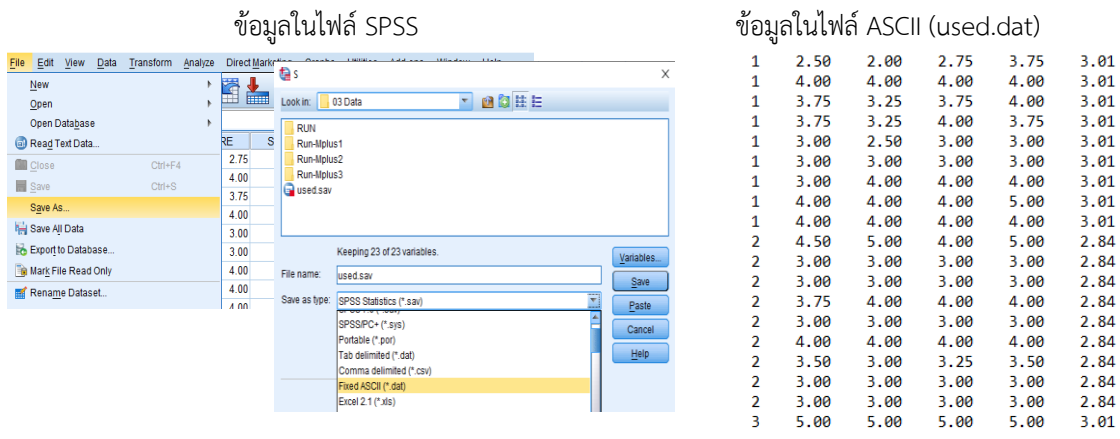 ข้อมูลในไฟล์ SPSS
File Edit View Data Transform Analyze Direct Marketing
New
Open
Open Database
Read Text Data...
Close Ctrl+F4
Save Ctrl+S
Save As...
Save All Data
Export to Database...
Mark File Read Only
Rename Dataset...
RE S
2.75
4.00
3.75
4.00
3.00
3.00
4.00
4.00
4.00
S X
Look in: 03 Data
RUN
Run-Mplus1
Run-Mplus2
Run-Mplus3
used.sav
Keeping 23 of 23 variables.
Variables...
File name: used.sav
Save
Save as type: SPSS Statistics (*.sav)
Paste
SPSS/PC+ (*.sys)
Cancel
Portable (*.por)
Help
Tab delimited (*.dat)
Comma delimited (*.csv)
Fixed ASCII (*.dat)
Excel 2.1 (*.xls)
ข้อมูลในไฟล์ ASCII (used.dat)
1 2.50 2.00 2.75 3.75 3.01
1 4.00 4.00 4.00 4.00 3.01
1 3.75 3.25 3.75 4.00 3.01
1 3.75 3.25 4.00 3.75 3.01
1 3.00 2.50 3.00 3.00 3.01
1 3.00 3.00 3.00 3.00 3.01
1 3.00 4.00 4.00 4.00 3.01
1 4.00 4.00 4.00 5.00 3.01
1 4.00 4.00 4.00 4.00 3.01
2 4.50 5.00 4.00 5.00 2.84
2 3.00 3.00 3.00 3.00 2.84
2 3.00 3.00 3.00 3.00 2.84
2 3.75 4.00 4.00 4.00 2.84
2 3.00 3.00 3.00 3.00 2.84
2 4.00 4.00 4.00 4.00 2.84
2 3.50 3.00 3.25 3.50 2.84
2 3.00 3.00 3.00 3.00 2.84
2 3.00 3.00 3.00 3.00 2.84
3 5.00 5.00 5.00 5.00 3.01